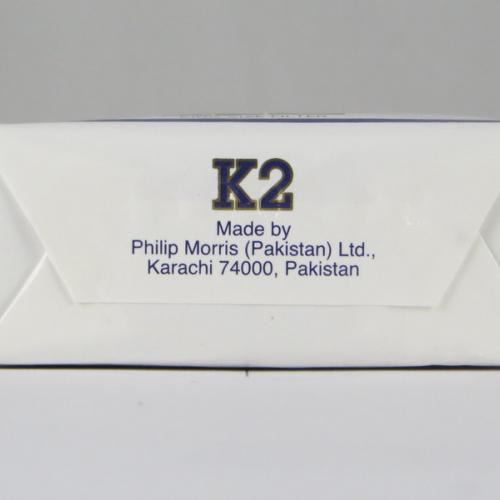 K2
Made by
Philip Morris (Pakistan) Ltd.,
Karachi 74000, Pakistan